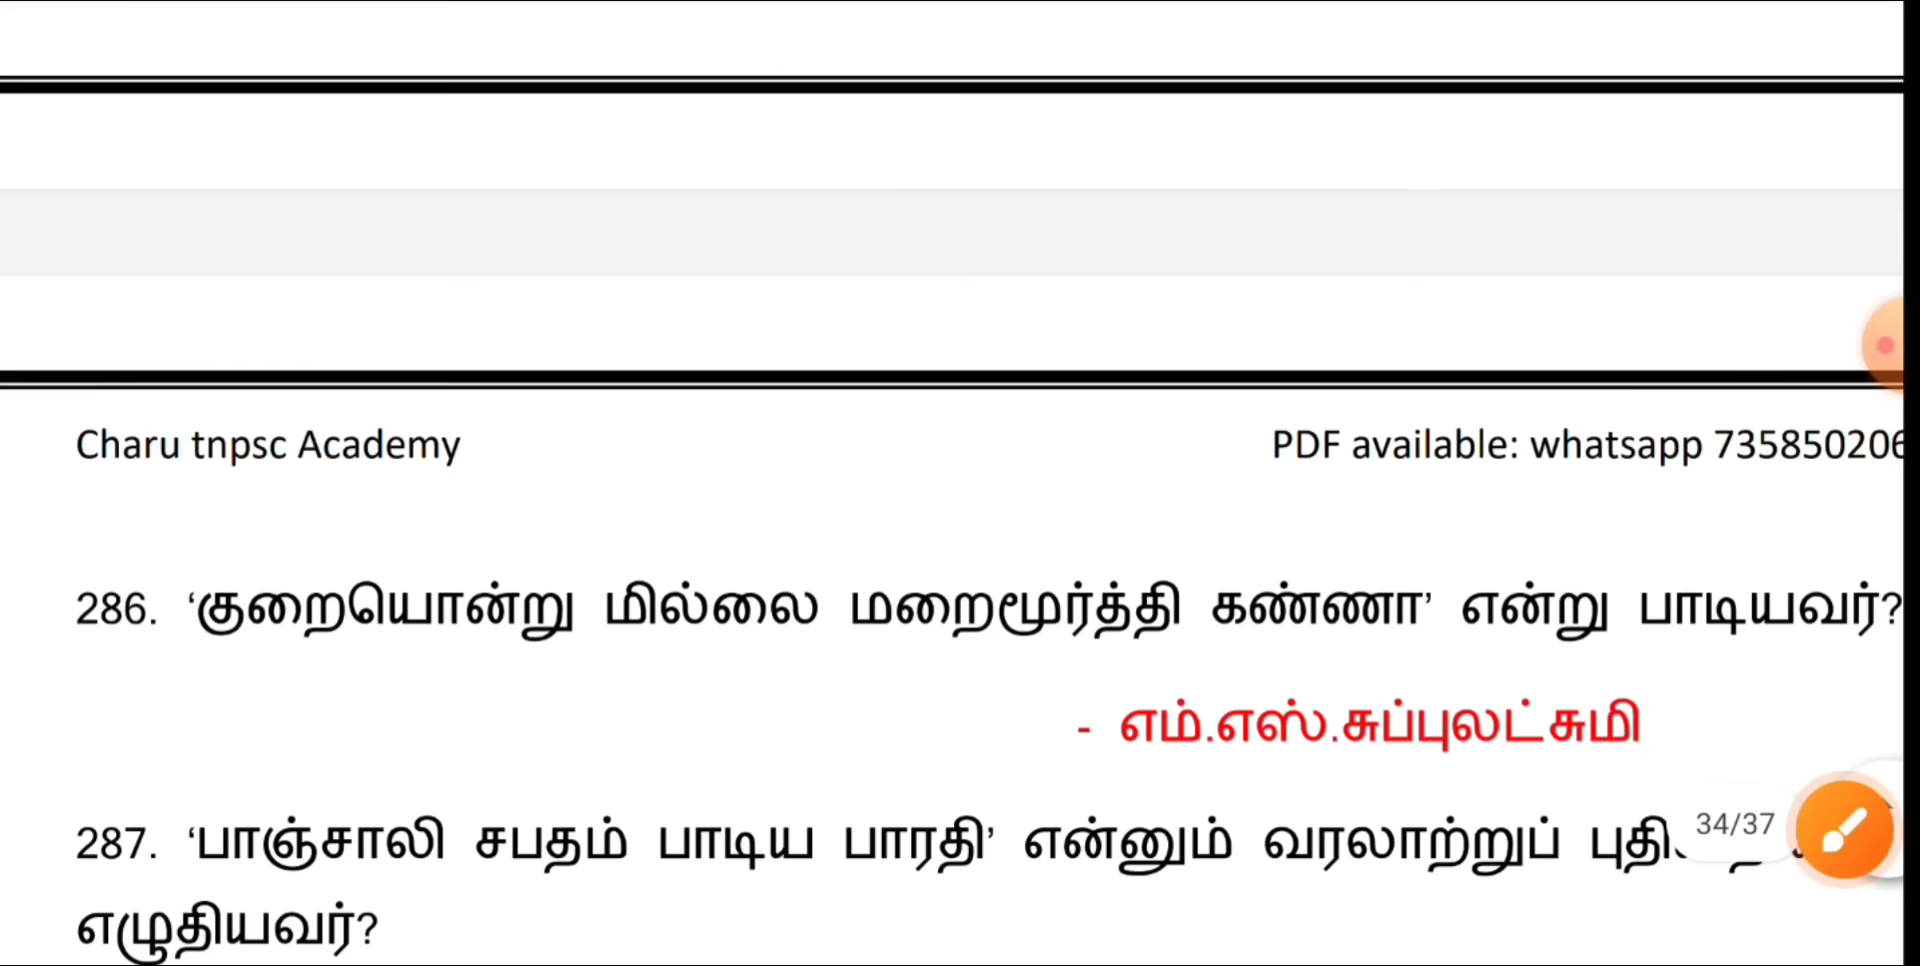 Charu tnpsc Academy
PDF available: whatsapp 73585020
286. ‘குறையொன்று மில்லை மறைமூர்த்தி கண்ணா’ என்று பாடியவர்?
- எம்.எஸ்.சுப்புலட்சுமி
287. ‘பாஞ்சாலி சபதம் பாடிய பாரதி’ என்னும் வரலாற்றுப்
34/37
எழுதியவர்?